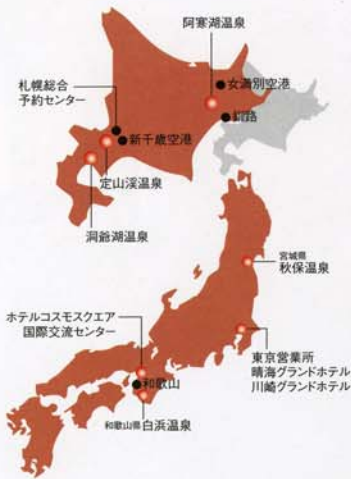 阿寒湖温泉
女満別空港
札幌総合
予約センター
釧路
新千歳空港
定山渓温泉
洞爺湖温泉
宮城県
秋保温泉
ホテルコスモスクエア
国際交流センター
東京営業所
晴海グランドホテル
川崎グランドホテル
和歌山
和歌山県白浜温泉